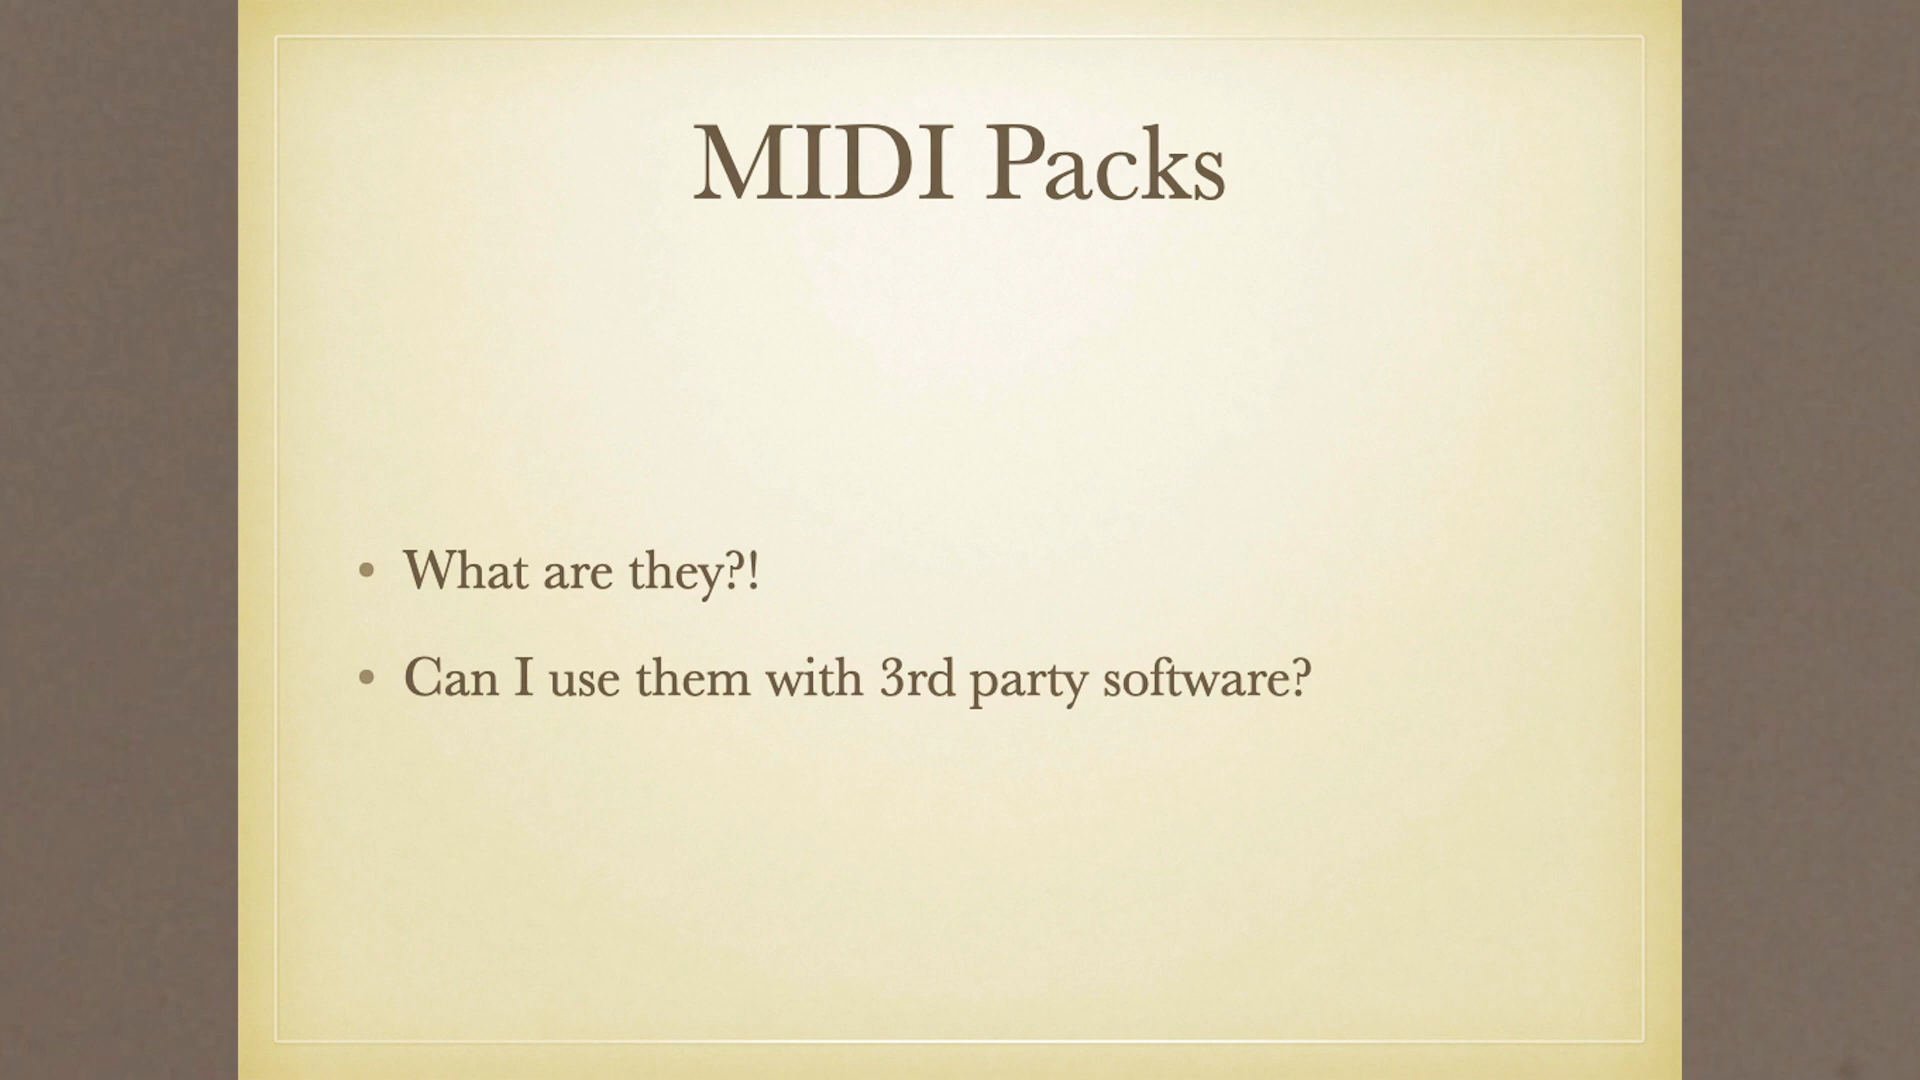 MIDI Packs
• What are they?!
• Can I use them with 3rd party software?